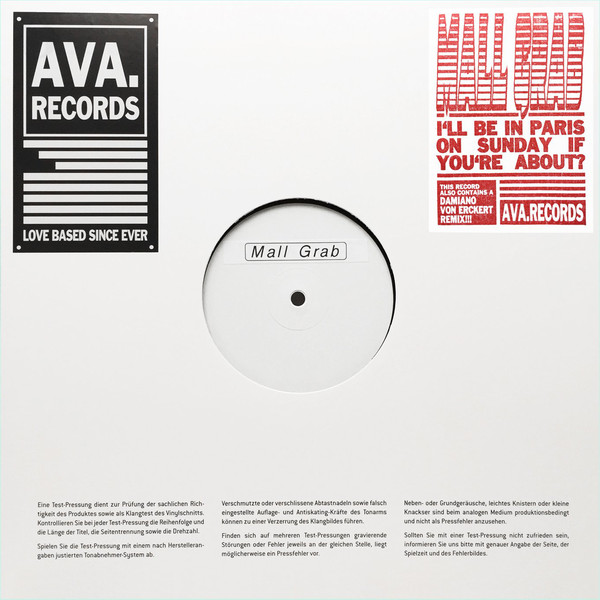 AVA.
RECORDS
LOVE BASED SINCE EVER
MALL GRAB
I'LL BE IN PARIS
ON SUNDAY IF
YOU'RE ABOUT?
THIS RECORD
ALSO CONTAINS A
DAMIANO
VON ERCKERT
REMIX!!!
AVA.RECORDS
Mall Grab
Eine Test-Pressung dient zur Prüfung der sachlichen Rich-
tigkeit des Produktes sowie als Klangtest des Vinylschnitts.
Kontrollieren Sie bei jeder Test-Pressung die Reihenfolge und
die Länge der Titel, die Seitentrennung sowie die Drehzahl.
Spielen Sie die Test-Pressung mit einem nach Herstelleran-
gaben justierten Tonabnehmer-System ab.
Verschmutzte oder verschlissene Abtastnadeln sowie falsch
eingestellte Auflage- und Antiskating-Kräfte des Tonarms
können zu einer Verzerrung des Klangbildes führen.
Finden sich auf mehreren Test-Pressungen gravierende
Störungen oder Fehler jeweils an der gleichen Stelle, liegt
möglicherweise ein Pressfehler vor.
Neben- oder Grundgeräusche, leichtes Knistern oder kleine
Knackser sind beim analogen Medium produktionsbedingt
und nicht als Pressfehler anzusehen.
Sollten Sie mit einer Test-Pressung nicht zufrieden sein,
informieren Sie uns bitte mit genauer Angabe der Seite, der
Spielzeit und des Fehlerbildes.